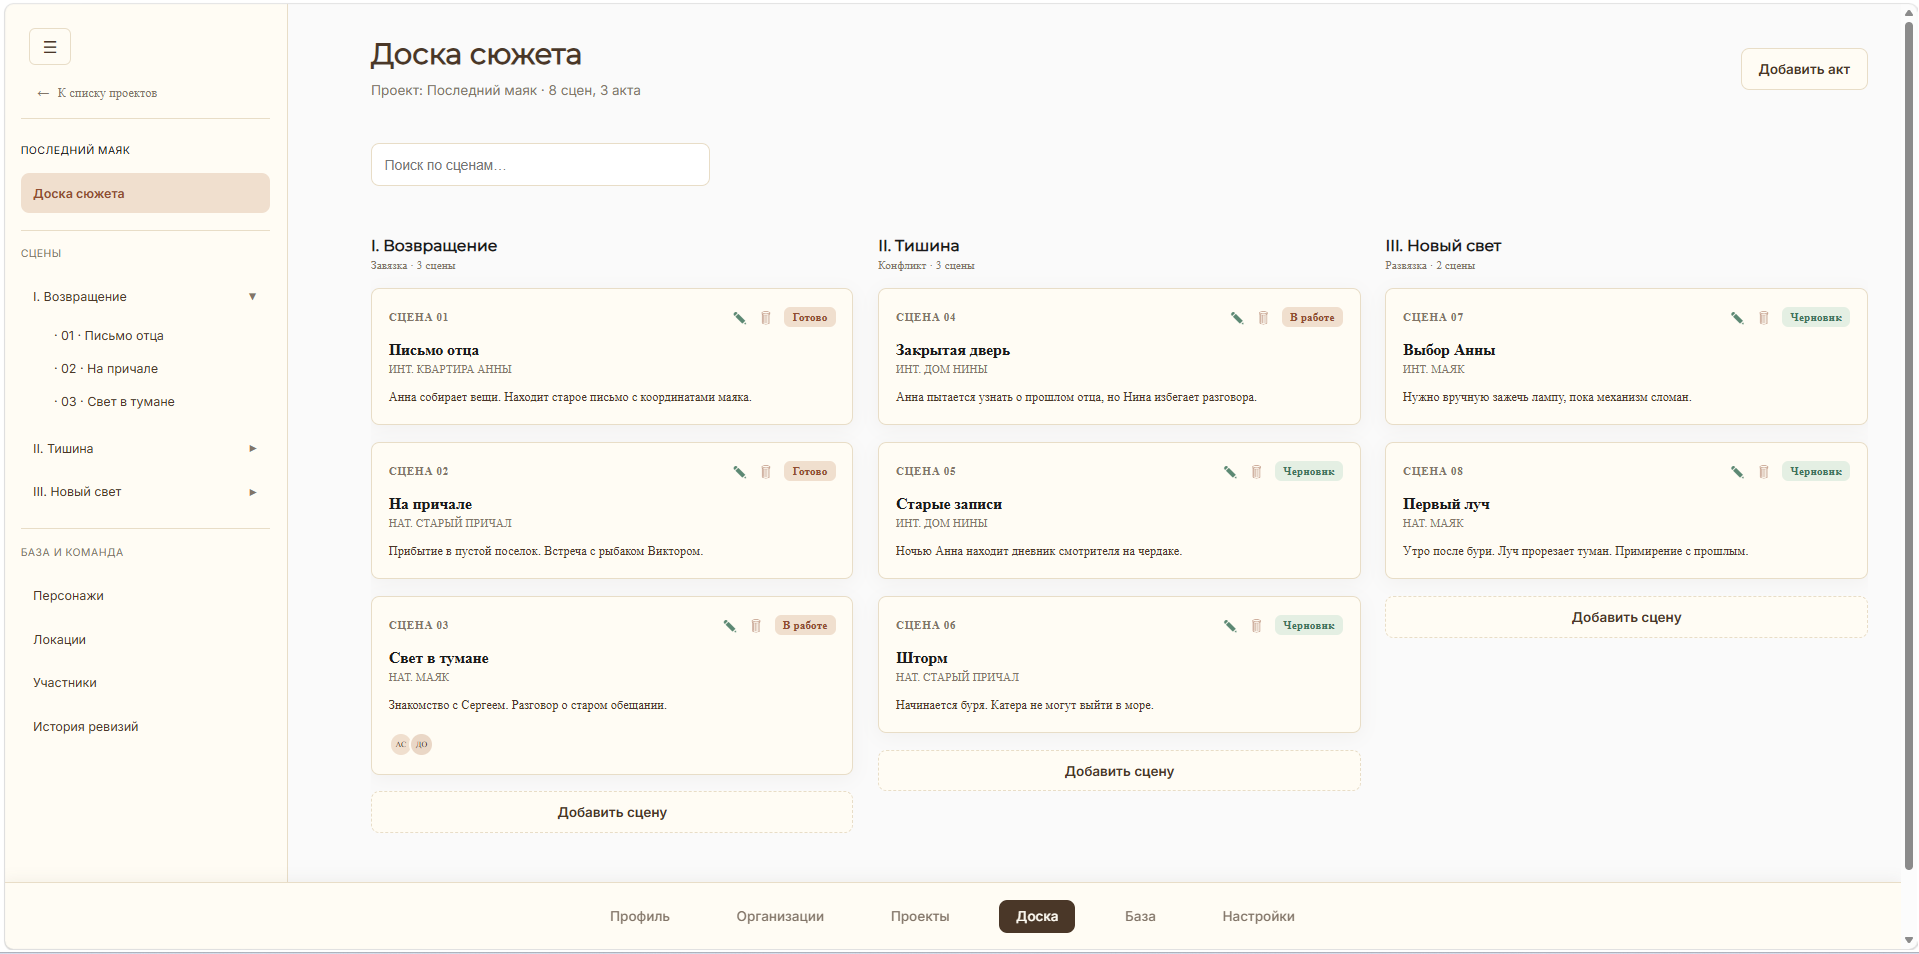 ← К списку проектов
ПОСЛЕДНИЙ МАЯК
Доска сюжета
СЦЕНЫ
I. Возвращение
· 01 · Письмо отца
· 02 · На причале
· 03 · Свет в тумане
II. Тишина
III. Новый свет
БАЗА И КОМАНДА
Персонажи
Локации
Участники
История ревизий
Доска сюжета
Проект: Последний маяк · 8 сцен, 3 акта
Добавить акт
Поиск по сценам...
I. Возвращение
Завязка · 3 сцены
СЦЕНА 01
Готово
Письмо отца
ИНТ. КВАРТИРА АННЫ
Анна собирает вещи. Находит старое письмо с координатами маяка.
СЦЕНА 02
Готово
На причале
НАТ. СТАРЫЙ ПРИЧАЛ
Прибытие в пустой поселок. Встреча с рыбаком Виктором.
СЦЕНА 03
В работе
Свет в тумане
НАТ. МАЯК
Знакомство с Сергеем. Разговор о старом обещании.
АС ДО
Добавить сцену
II. Тишина
Конфликт · 3 сцены
СЦЕНА 04
В работе
Закрытая дверь
ИНТ. ДОМ НИНЫ
Анна пытается узнать о прошлом отца, но Нина избегает разговора.
СЦЕНА 05
Черновик
Старые записи
ИНТ. ДОМ НИНЫ
Ночью Анна находит дневник смотрителя на чердаке.
СЦЕНА 06
Черновик
Шторм
НАТ. СТАРЫЙ ПРИЧАЛ
Начинается буря. Катера не могут выйти в море.
Добавить сцену
III. Новый свет
Развязка · 2 сцены
СЦЕНА 07
Черновик
Выбор Анны
ИНТ. МАЯК
Нужно вручную зажечь лампу, пока механизм сломан.
СЦЕНА 08
Черновик
Первый луч
НАТ. МАЯК
Утро после бури. Луч прорезает туман. Примирение с прошлым.
Добавить сцену
Профиль
Организации
Проекты
Доска
База
Настройки